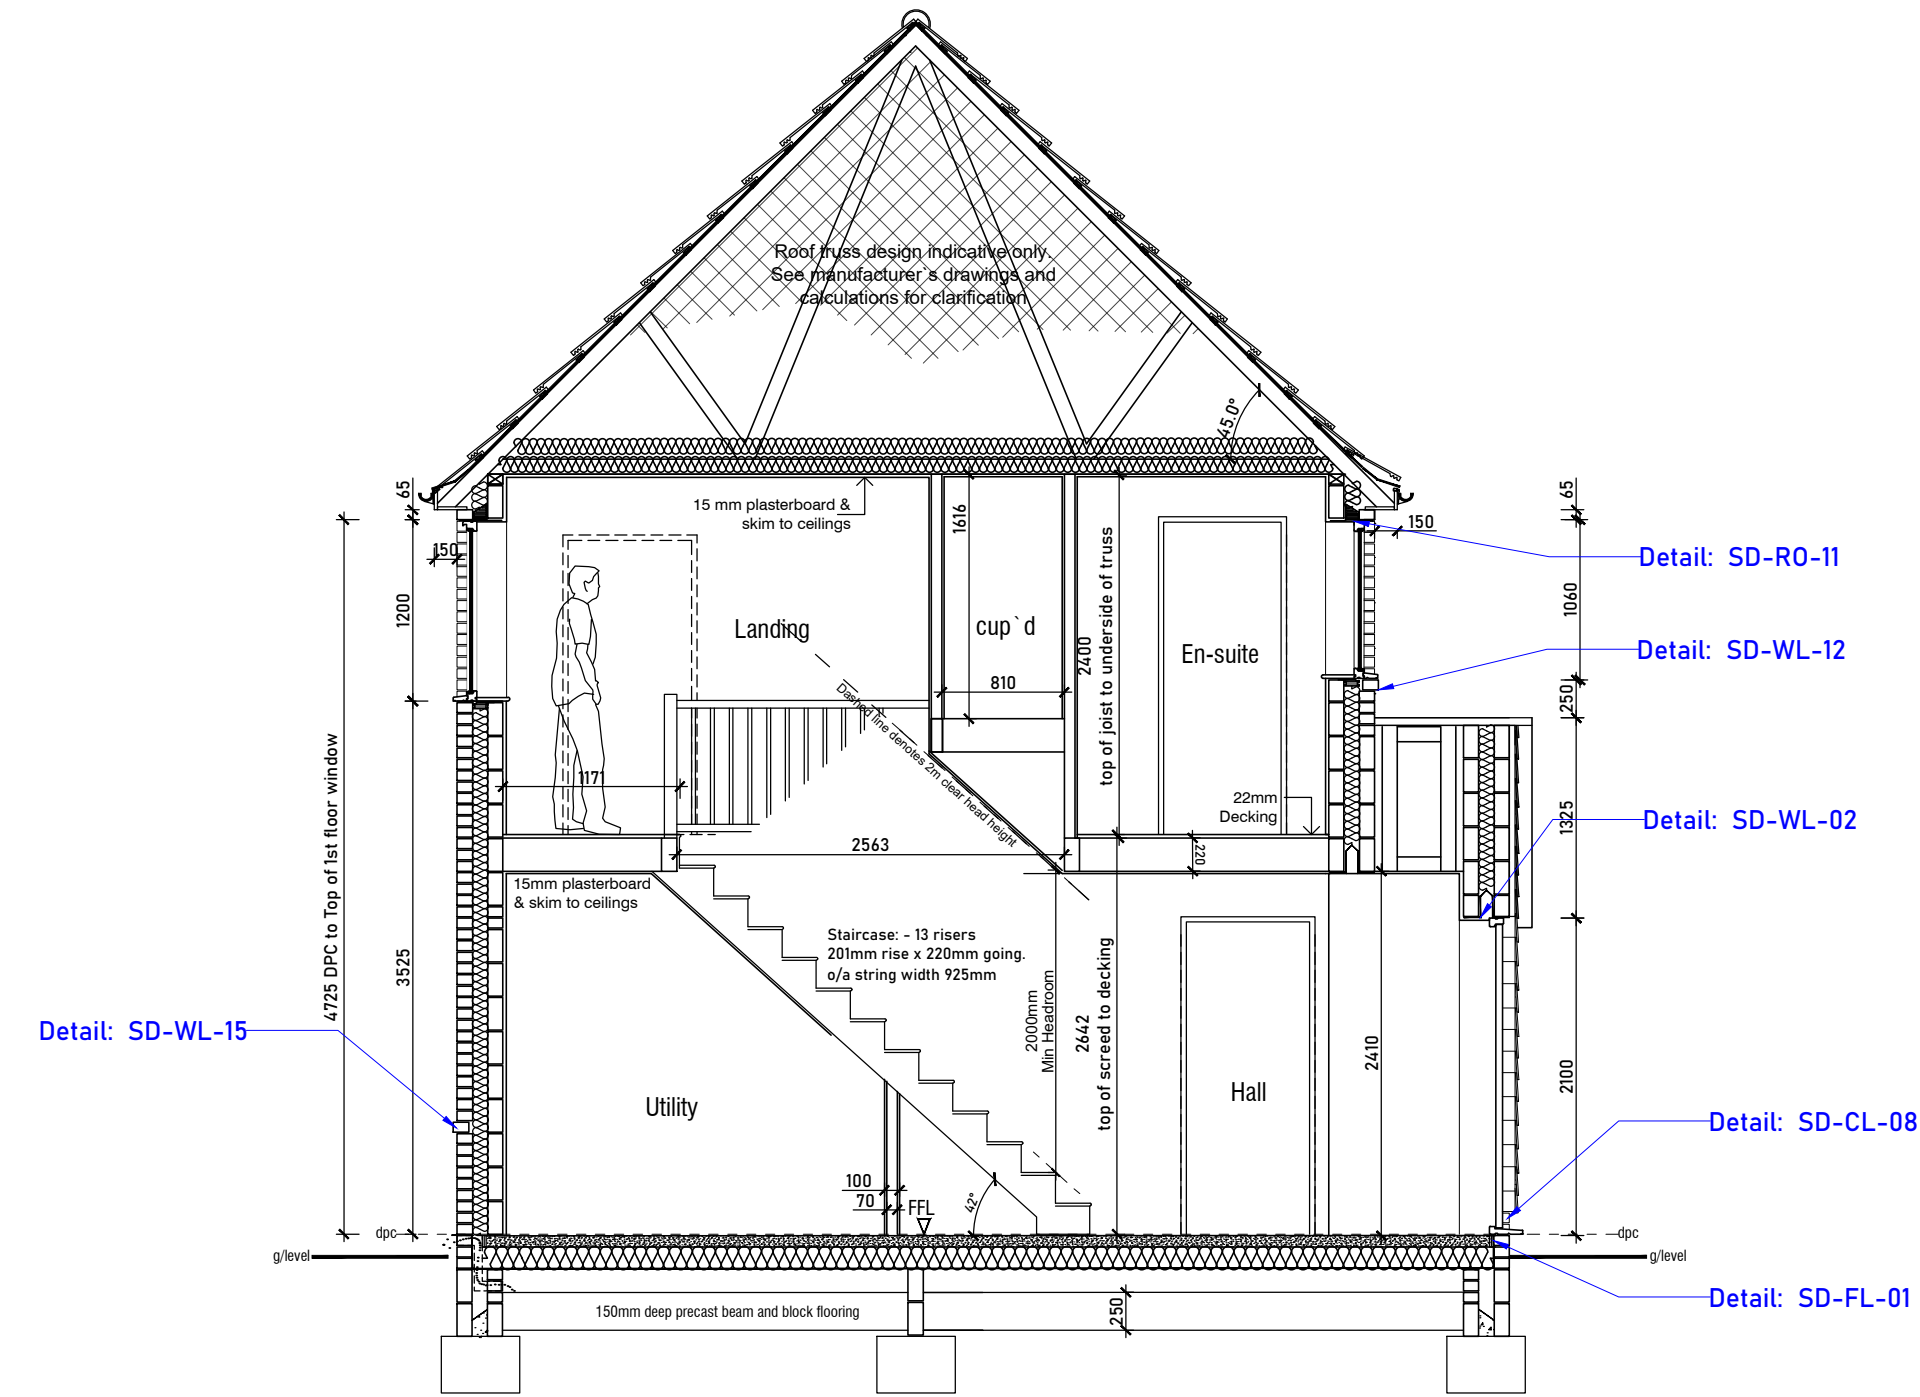 Roof truss design indicative only.
See manufacturer`s drawings and
calculations for clarification
45.0°
65
65
15 mm plasterboard &
skim to ceilings
1616
150
150
Detail: SD-RO-11
1200
1060
Landing
cup`d
En-suite
Detail: SD-WL-12
2400
top of joist to underside of truss
810
250
Dashed line denotes 2m clear head height
4725 DPC to Top of 1st floor window
1171
22mm
Decking
1325
Detail: SD-WL-02
2563
220
15mm plasterboard
& skim to ceilings
Staircase: - 13 risers
201mm rise x 220mm going.
o/a string width 925mm
3525
2000mm
Min Headroom
2642
top of screed to decking
2410
2100
Detail: SD-WL-15
Utility
Hall
Detail: SD-CL-08
100
70
FFL
42°
dpc
dpc
g/level
g/level
150mm deep precast beam and block flooring
250
Detail: SD-FL-01